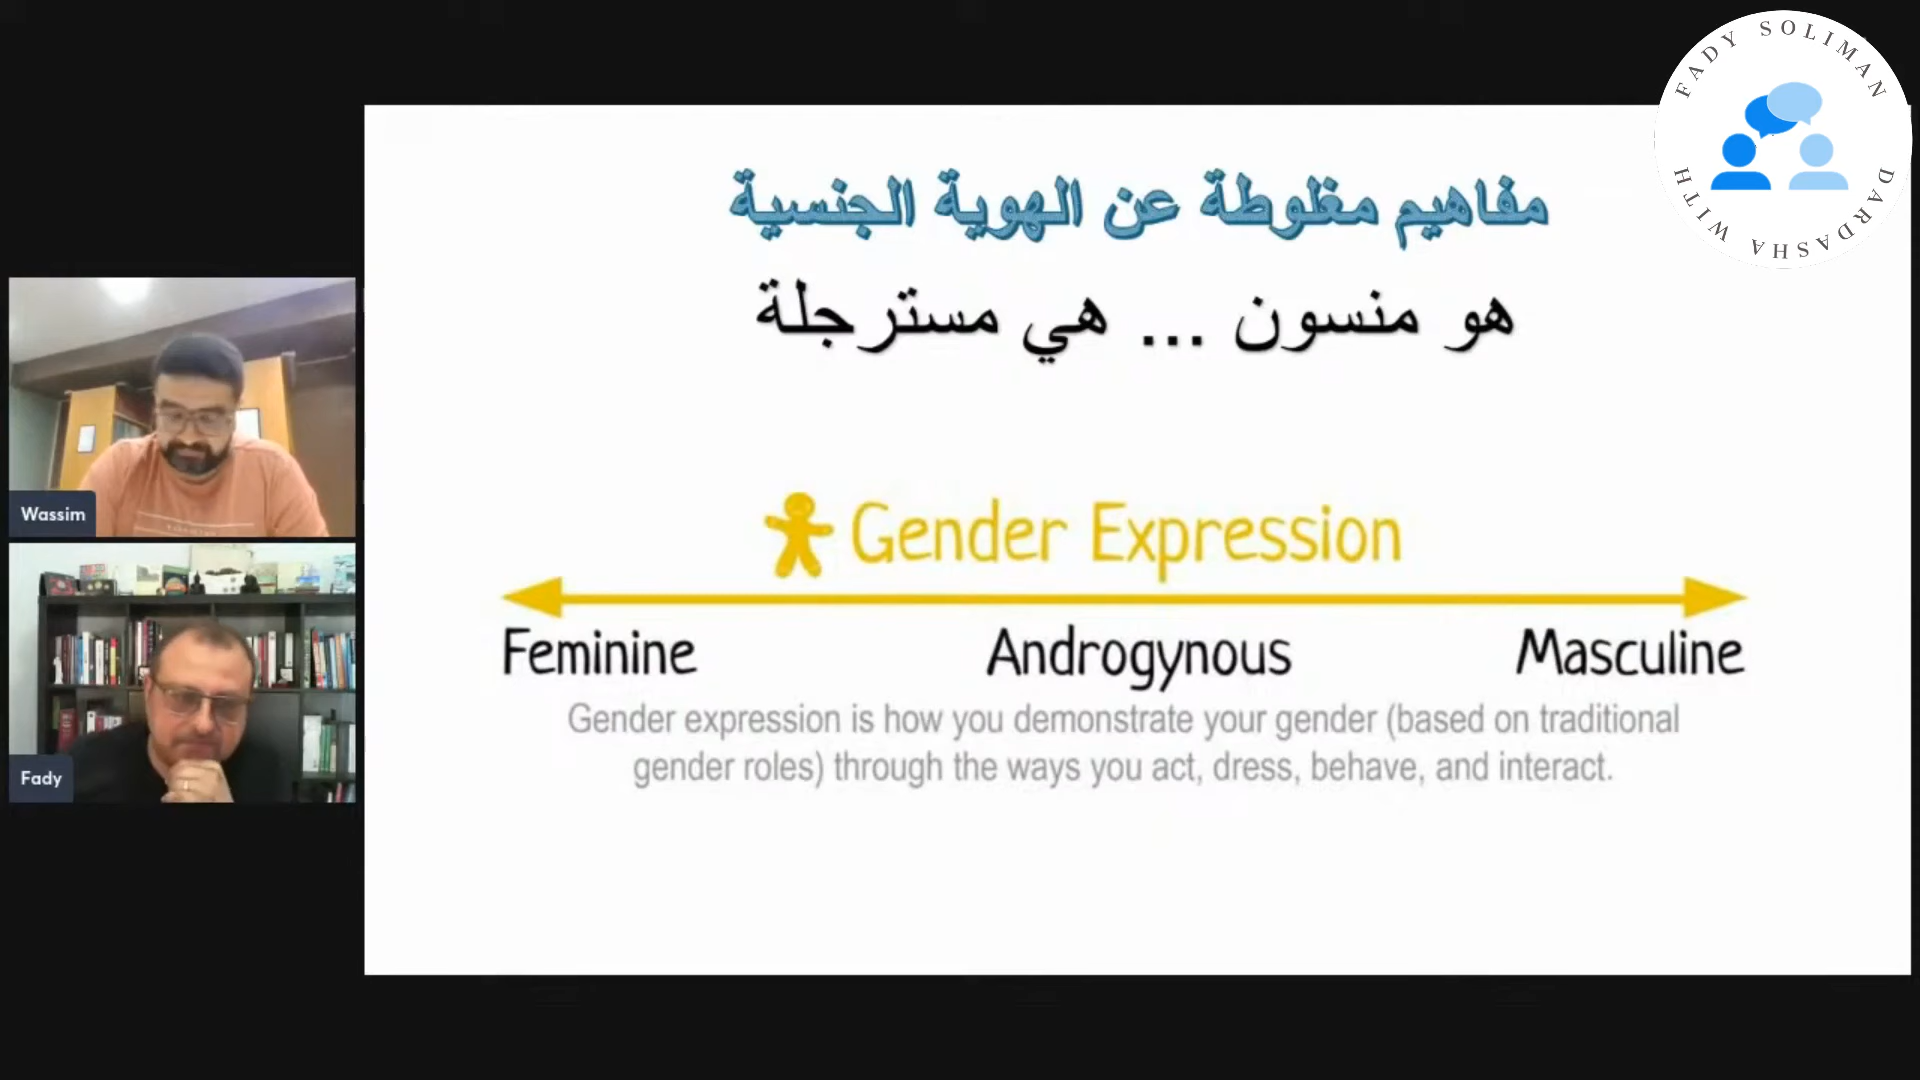 FADY SOLIMAN
DARDASHA WITH
مفاهيم مغلوطة عن الهوية الجنسية
هو منسون ... هي مسترجلة
Gender Expression
Feminine Androgynous Masculine
Gender expression is how you demonstrate your gender (based on traditional
gender roles) through the ways you act, dress, behave, and interact.
Wassim
Fady